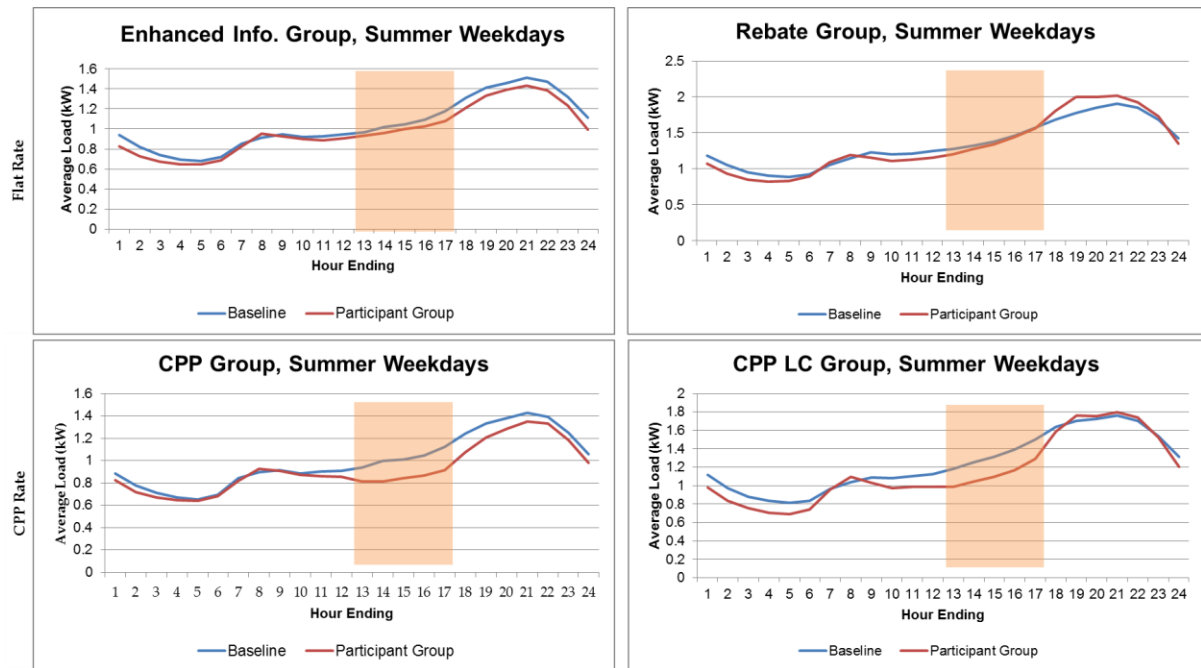 Flat Rate
Enhanced Info. Group, Summer Weekdays
Average Load (kW)
1.6
1.4
1.2
1
0.8
0.6
0.4
0.2
0
1 2 3 4 5 6 7 8 9 10 11 12 13 14 15 16 17 18 19 20 21 22 23 24
Hour Ending
Baseline Participant Group
Rebate Group, Summer Weekdays
Average Load (kW)
2.5
2
1.5
1
0.5
0
1 2 3 4 5 6 7 8 9 10 11 12 13 14 15 16 17 18 19 20 21 22 23 24
Hour Ending
Baseline Participant Group
CPP Rate
CPP Group, Summer Weekdays
Average Load (kW)
1.6
1.4
1.2
1
0.8
0.6
0.4
0.2
0
1 2 3 4 5 6 7 8 9 10 11 12 13 14 15 16 17 18 19 20 21 22 23 24
Hour Ending
Baseline Participant Group
CPP LC Group, Summer Weekdays
Average Load (kW)
2
1.8
1.6
1.4
1.2
1
0.8
0.6
0.4
0.2
0
1 2 3 4 5 6 7 8 9 10 11 12 13 14 15 16 17 18 19 20 21 22 23 24
Hour Ending
Baseline Participant Group